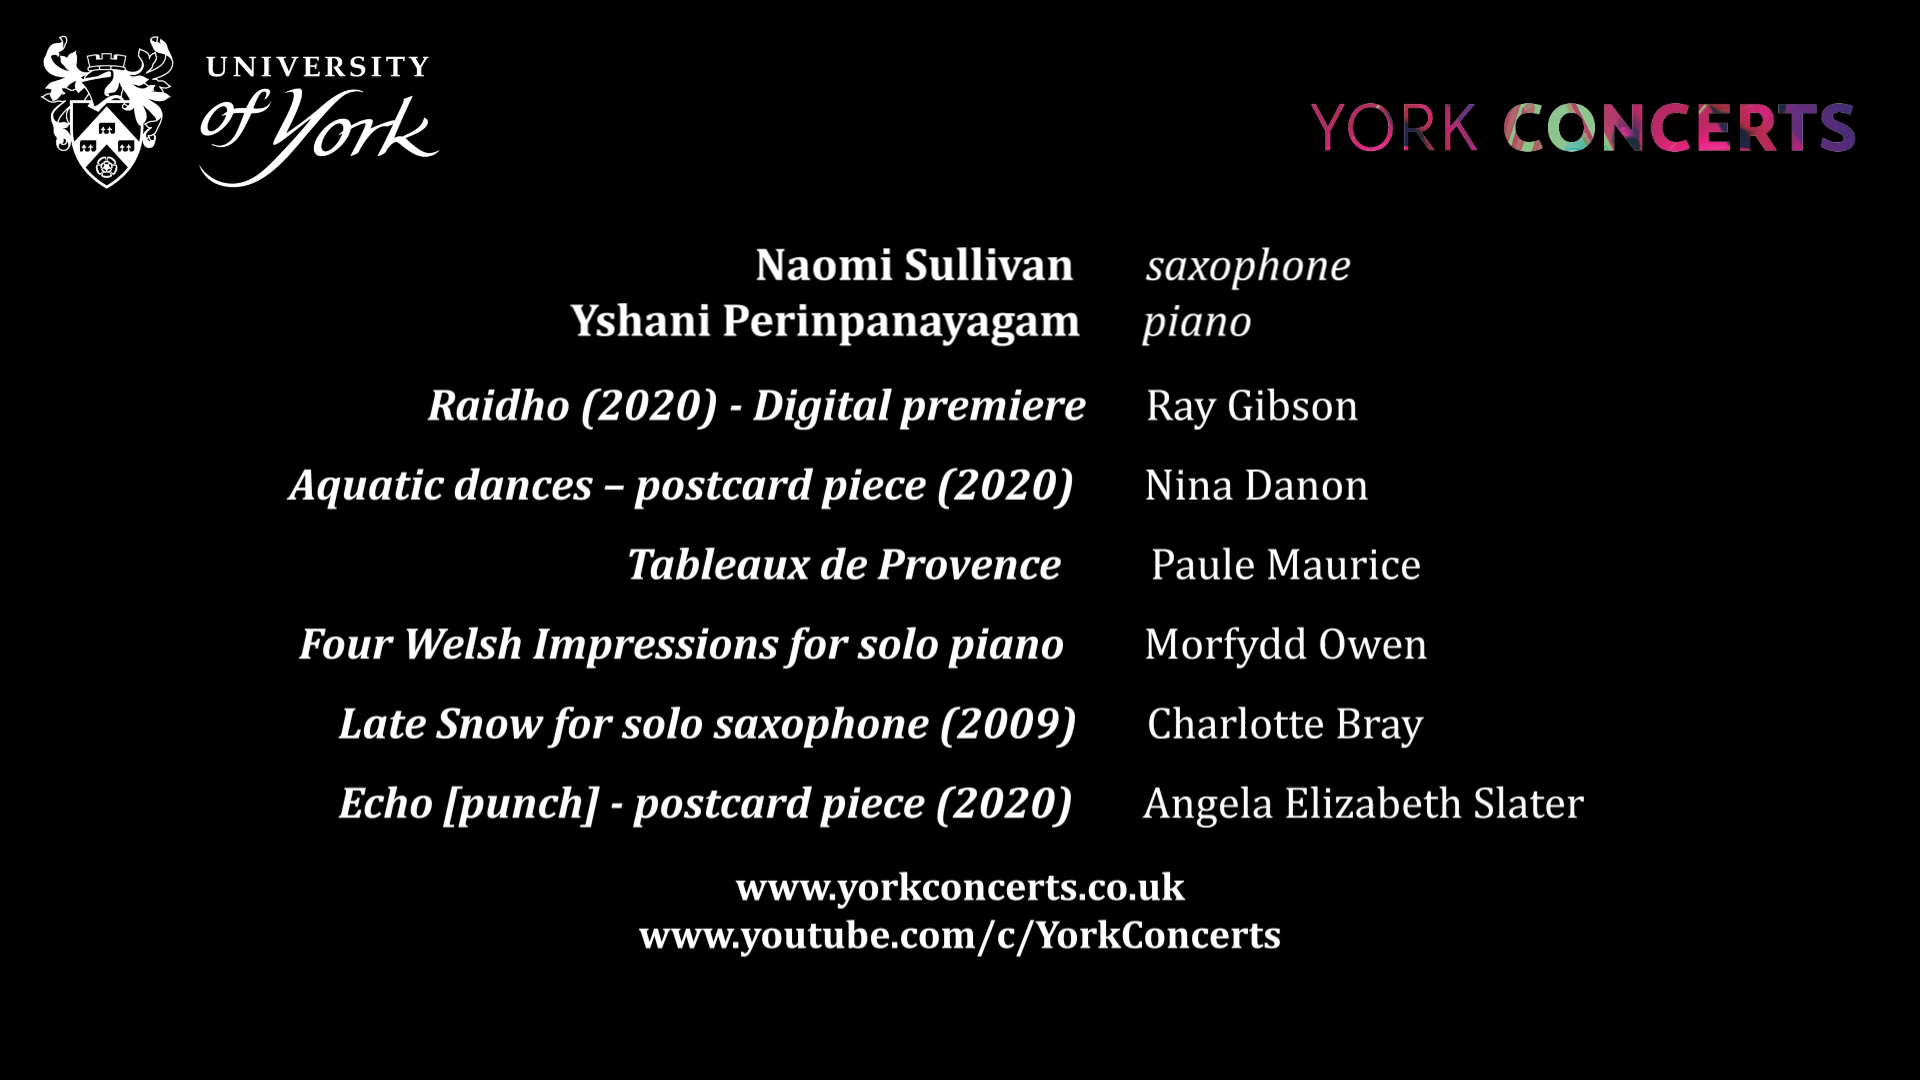 UNIVERSITY
of York
YORK CONCERTS
Naomi Sullivan saxophone
Yshani Perinpanayagam piano
Raidho (2020) - Digital premiere Ray Gibson
Aquatic dances – postcard piece (2020) Nina Danon
Tableaux de Provence Paule Maurice
Four Welsh Impressions for solo piano Morfydd Owen
Late Snow for solo saxophone (2009) Charlotte Bray
Echo [punch] - postcard piece (2020) Angela Elizabeth Slater
www.yorkconcerts.co.uk
www.youtube.com/c/YorkConcerts